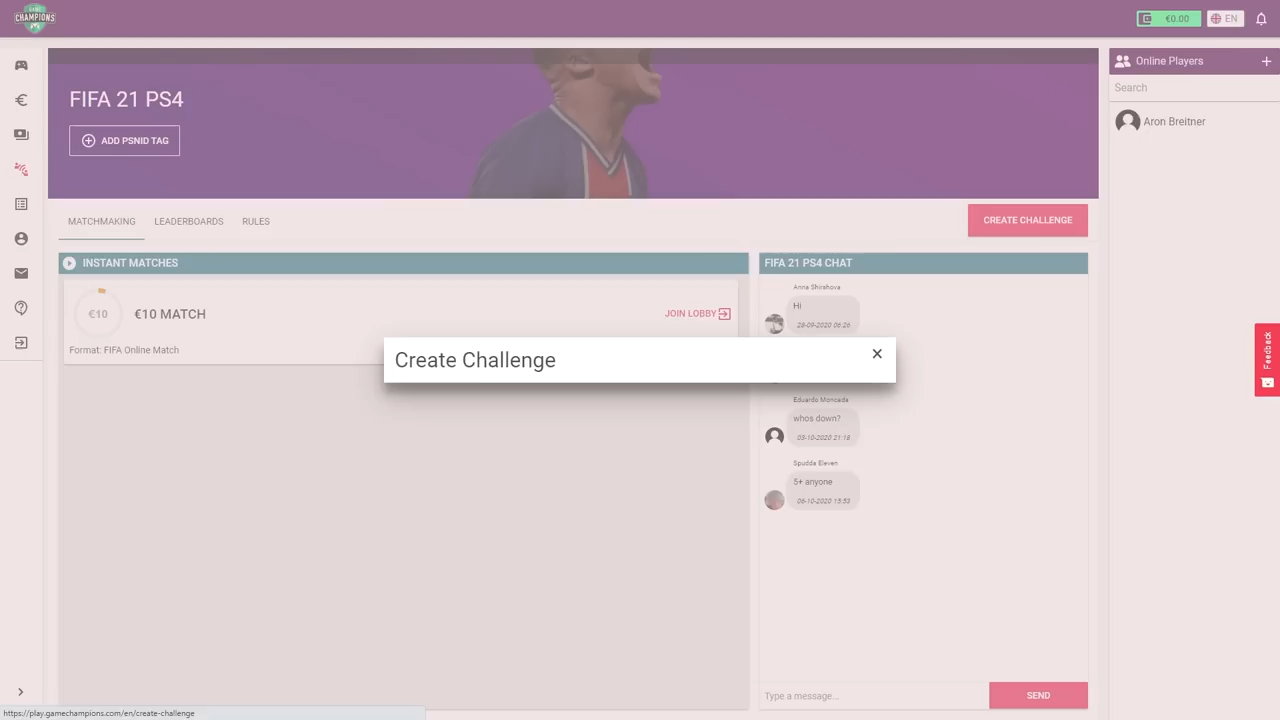 GAME
CHAMPIONS
€0.00
EN
FIFA 21 PS4
ADD PSNID TAG
MATCHMAKING LEADERBOARDS RULES
CREATE CHALLENGE
INSTANT MATCHES
€10
€10 MATCH
JOIN LOBBY
Format: FIFA Online Match
Create Challenge
×
FIFA 21 PS4 CHAT
Anna Shirshova
Hi
28-09-2020 06:26
Eduardo Moncada
whos down?
03-10-2020 21:18
Spudda Eleven
5+ anyone
06-10-2020 15:53
Type a message...
SEND
Online Players
+
Search
Aron Breitner
Feedback
https://play.gamechampions.com/en/create-challenge